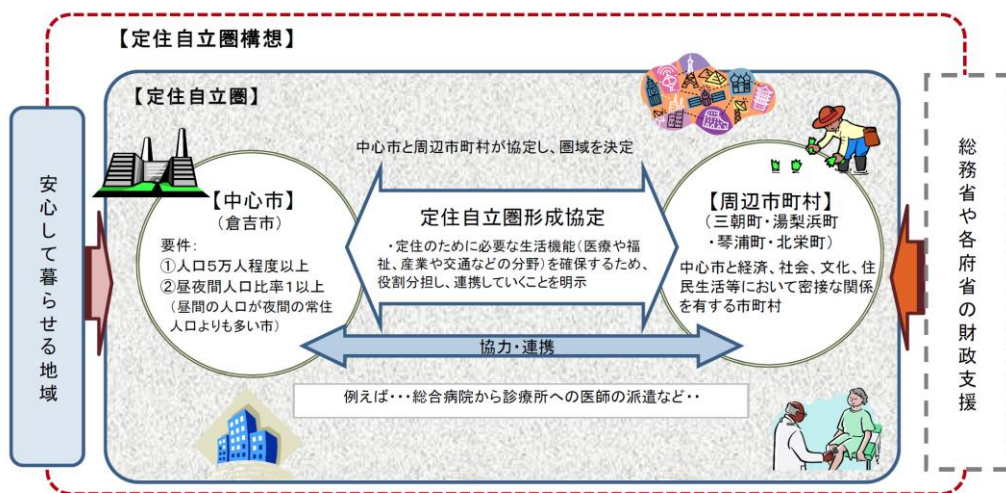 【定住自立圏構想】
【定住自立圏】
安心して暮らせる地域
中心市と周辺市町村が協定し、圏域を決定
【中心市】
(倉吉市)
要件:
①人口5万人程度以上
②昼夜間人口比率1以上
(昼間の人口が夜間の常住
人口よりも多い市)
定住自立圏形成協定
・定住のために必要な生活機能(医療や福
祉、産業や交通などの分野)を確保するため、
役割分担し、連携していくことを明示
【周辺市町村】
(三朝町・湯梨浜町
・琴浦町・北栄町)
中心市と経済、社会、文化、住
民生活等において密接な関係
を有する市町村
協力・連携
例えば・・・総合病院から診療所への医師の派遣など・・
総務省や各府省の財政支援